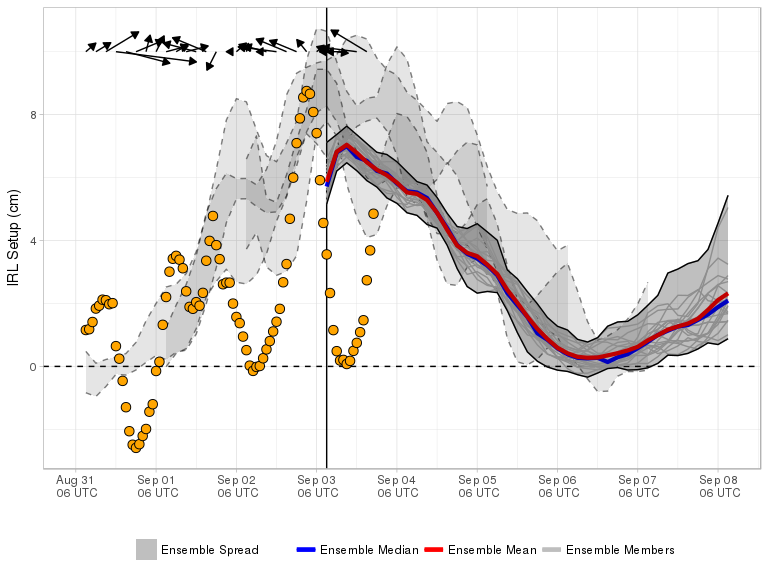 IRL Setup (cm)
8
4
0
Aug 31 Sep 01 Sep 02 Sep 03 Sep 04 Sep 05 Sep 06 Sep 07 Sep 08
06 UTC 06 UTC 06 UTC 06 UTC 06 UTC 06 UTC 06 UTC 06 UTC 06 UTC
Ensemble Spread Ensemble Median Ensemble Mean Ensemble Members